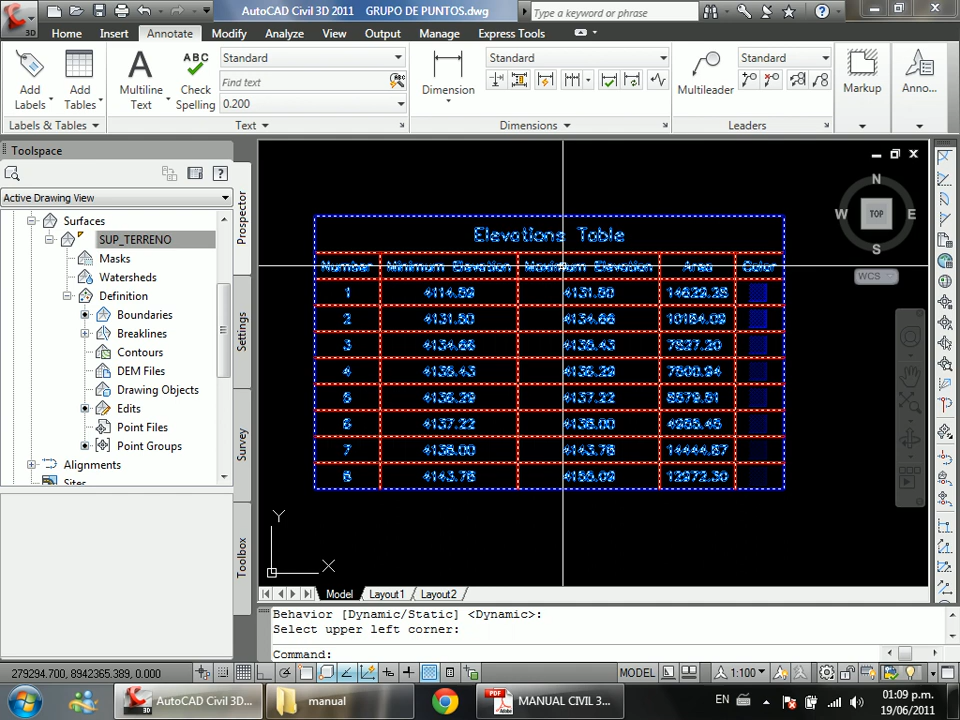 AutoCAD Civil 3D 2011 GRUPO DE PUNTOS.dwg
Type a keyword or phrase
3D
Home Insert Annotate Modify Analyze View Output Manage Express Tools
Add Labels
Add Tables
Multiline Text
ABC
Check Spelling
Standard
Find text
0.200
Dimension
Standard
Multileader
Standard
Markup
Anno...
Labels & Tables
Text
Dimensions
Leaders
Toolspace
Active Drawing View
Surfaces
SUP_TERRENO
Masks
Watersheds
Definition
Boundaries
Breaklines
Contours
DEM Files
Drawing Objects
Edits
Point Files
Point Groups
Alignments
Sites
Prospector
Settings
Survey
Toolbox
N
W TOP E
S
WCS
Elevations Table
Number Minimum Elevation Maximum Elevation Area Color
1
2
3
4
5
6
7
8
Y
X
Model Layout1 Layout2
Behavior [Dynamic/Static] <Dynamic>:
Select upper left corner:
Command:
279294.700, 8942365.389, 0.000
MODEL
1:100
AutoCAD Civil 3D...
manual
PDF
MANUAL CIVIL 3...
EN
01:09 p.m.
19/06/2011